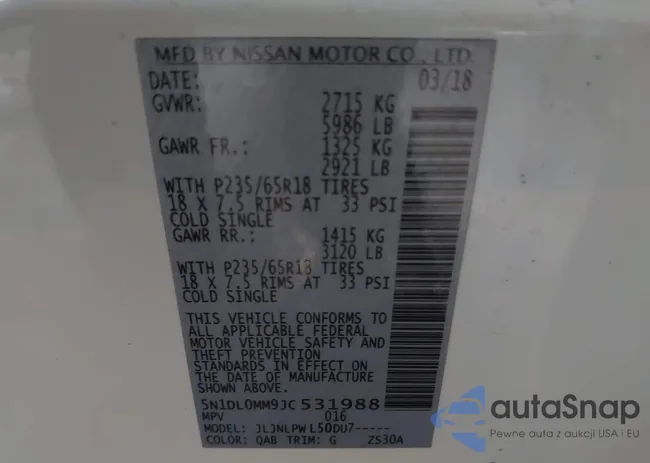 MFD BY NISSAN MOTOR CO., LTD.
DATE: 03/18
GVWR: 2715 KG
5986 LB
GAWR FR.: 1325 KG
2921 LB
WITH P235/65R18 TIRES
18 X 7.5 RIMS AT 33 PSI
COLD SINGLE
GAWR RR.: 1415 KG
3120 LB
WITH P235/65R18 TIRES
18 X 7.5 RIMS AT 33 PSI
COLD SINGLE
THIS VEHICLE CONFORMS TO
ALL APPLICABLE FEDERAL
MOTOR VEHICLE SAFETY AND
THEFT PREVENTION
STANDARDS IN EFFECT ON
THE DATE OF MANUFACTURE
SHOWN ABOVE.
5N1DL0MM9JC531988
MPV 016
MODEL: JLJNLPW L50DU7-----
COLOR: QAB TRIM: G ZS30A
autoSnap
Pewne auta z aukcji USA i EU